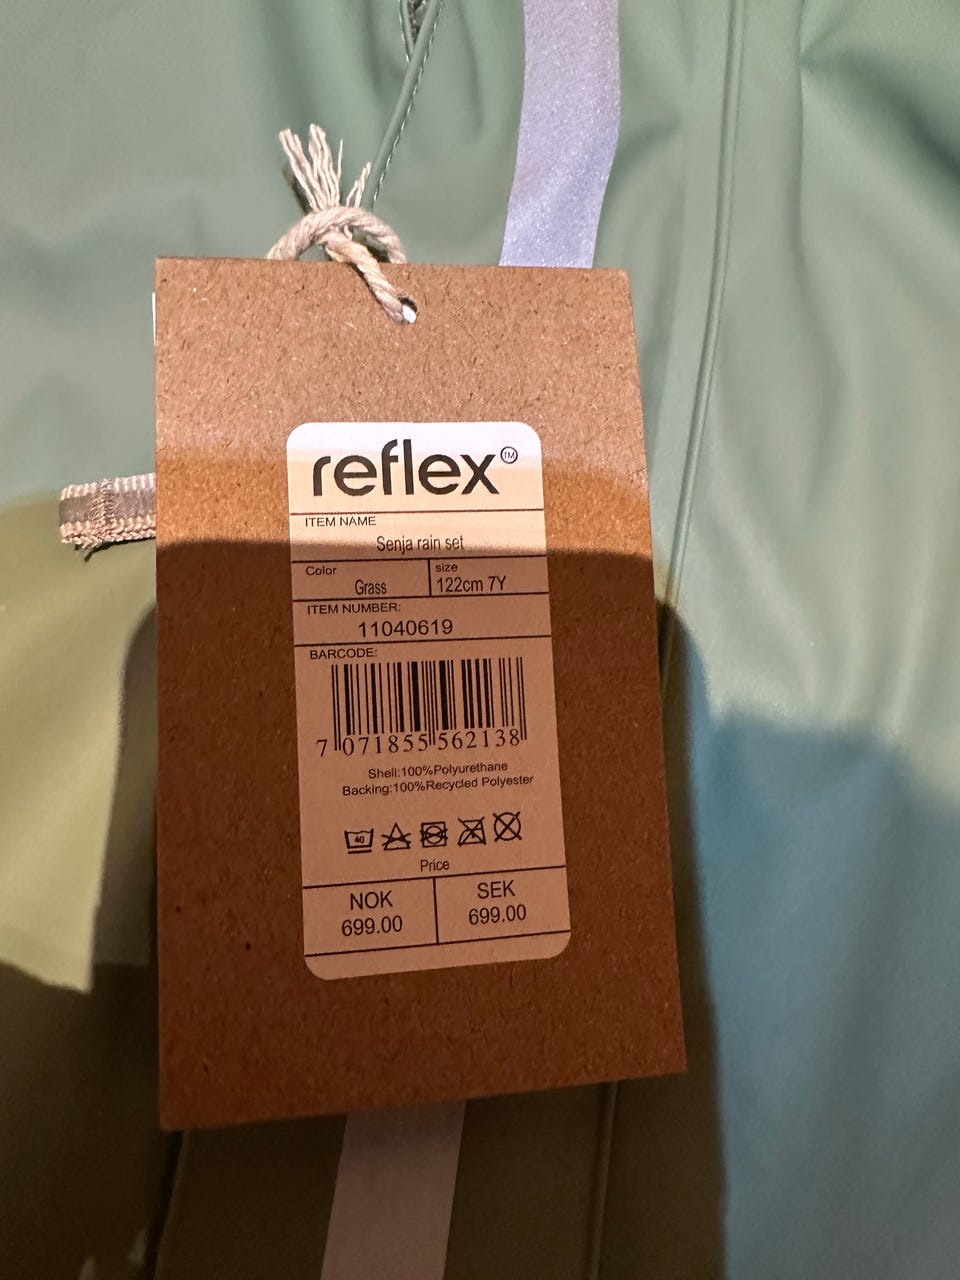 reflex™
ITEM NAME
Senja rain set
Color size
Grass 122cm 7Y
ITEM NUMBER:
11040619
BARCODE:
7 071855 562138
Shell:100%Polyurethane
Backing:100%Recycled Polyester
40
Price
NOK SEK
699.00 699.00